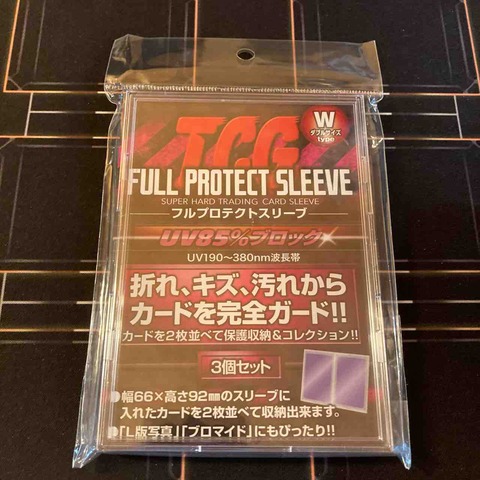 W
ダブルサイズ
type
TCG
FULL PROTECT SLEEVE
SUPER HARD TRADING CARD SLEEVE
フルプロテクトスリーブ
UV85%ブロック
UV190～380nm波長帯
折れ、キズ、汚れから
カードを完全ガード!!
カードを2枚並べて保護収納&コレクション!!
3個セット
●幅66×高さ92㎜のスリーブに
入れたカードを2枚並べて収納出来ます。
●「L版写真」「ブロマイド」にもぴったり!!